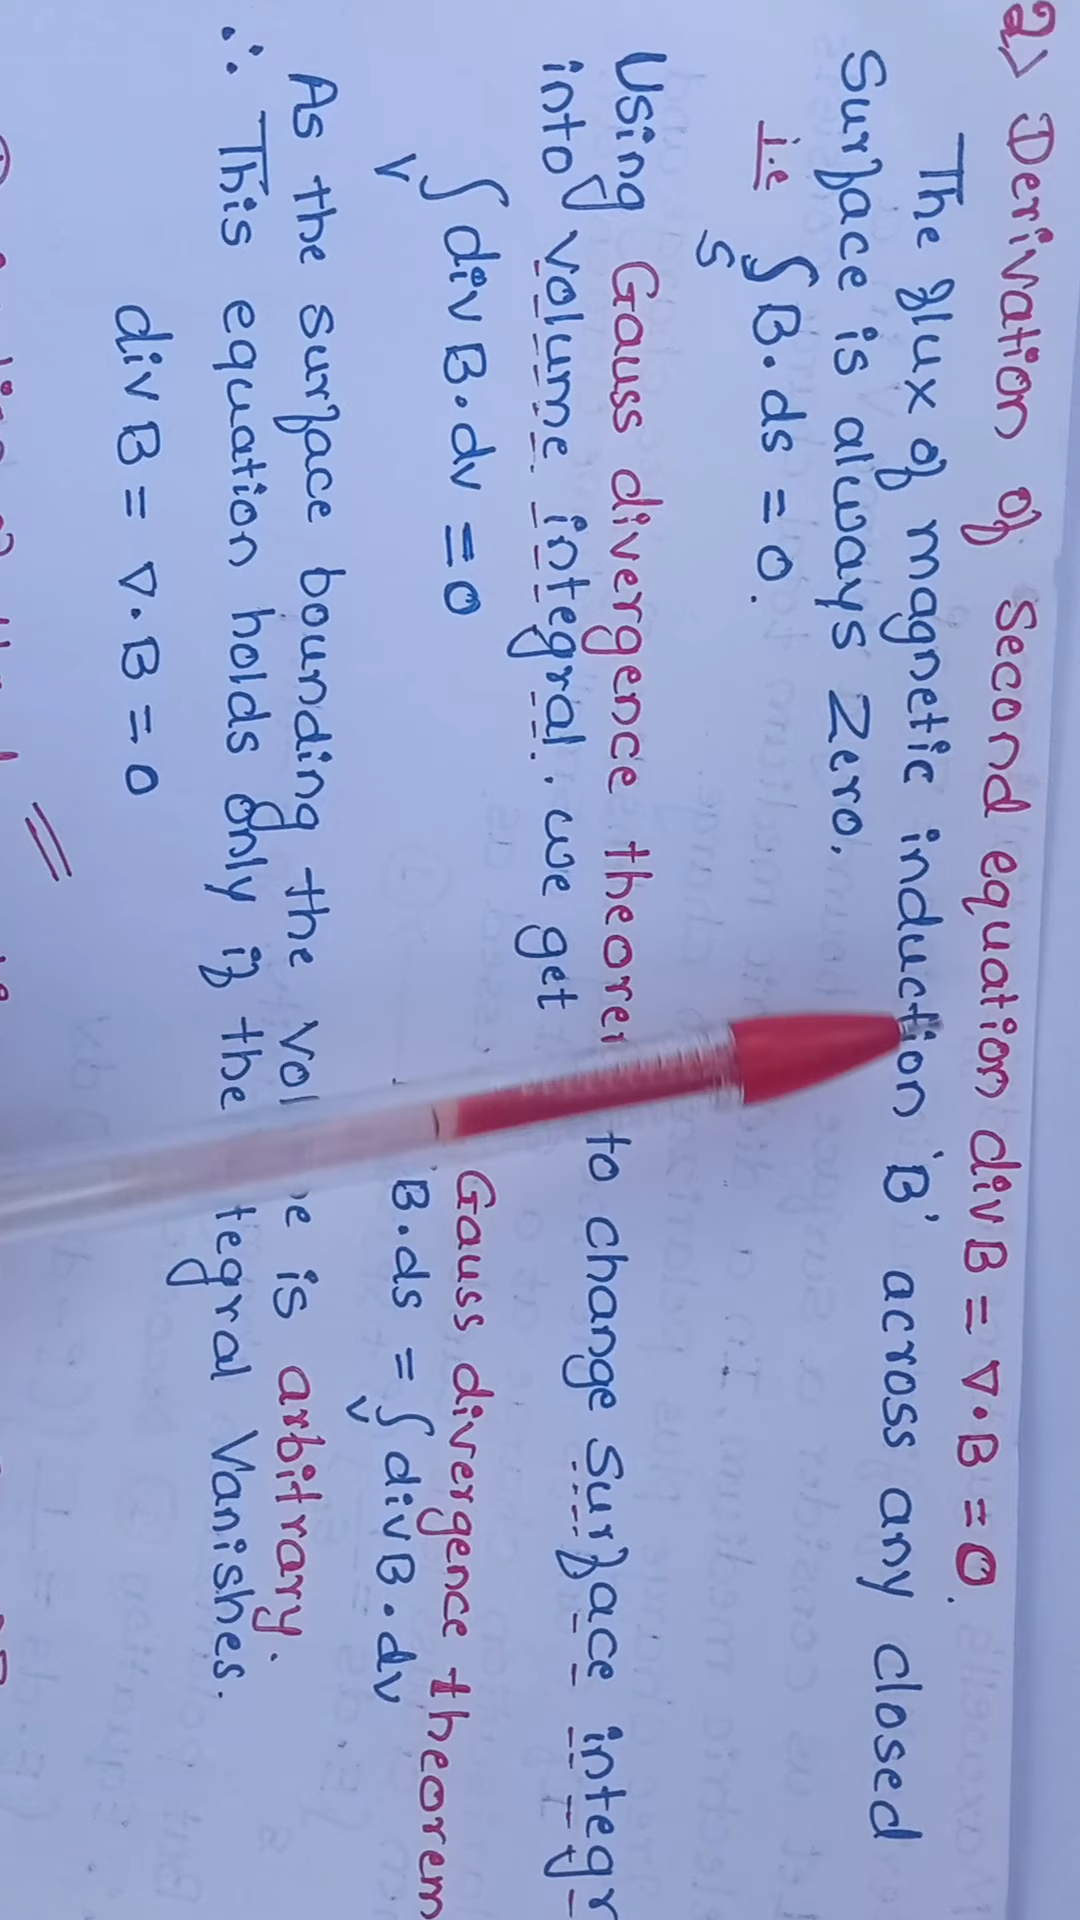 2) Derivation of second equation div B = ∇·B = 0.
The flux of magnetic induction 'B' across any closed
Surface is always Zero.
i.e ∫S B·ds = 0.
Using Gauss divergence theorem to change surface integr
into volume integral. we get
∫V div B·dv = 0
Gauss divergence theorem
B·ds = ∫V div B·dv
As the surface bounding the vol is arbitrary.
∴ This equation holds only if the tegral Vanishes.
div B = ∇·B = 0